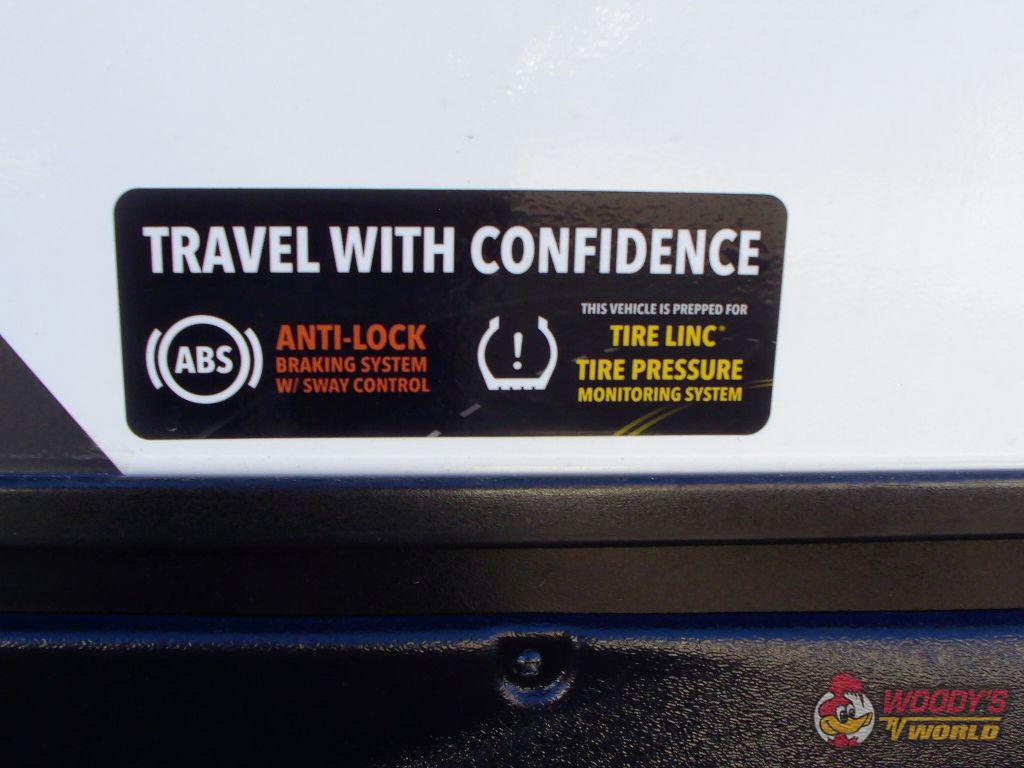 TRAVEL WITH CONFIDENCE
ABS
ANTI-LOCK
BRAKING SYSTEM
W/ SWAY CONTROL
!
THIS VEHICLE IS PREPPED FOR
TIRE LINC®
TIRE PRESSURE
MONITORING SYSTEM
WOODY'S
RV WORLD